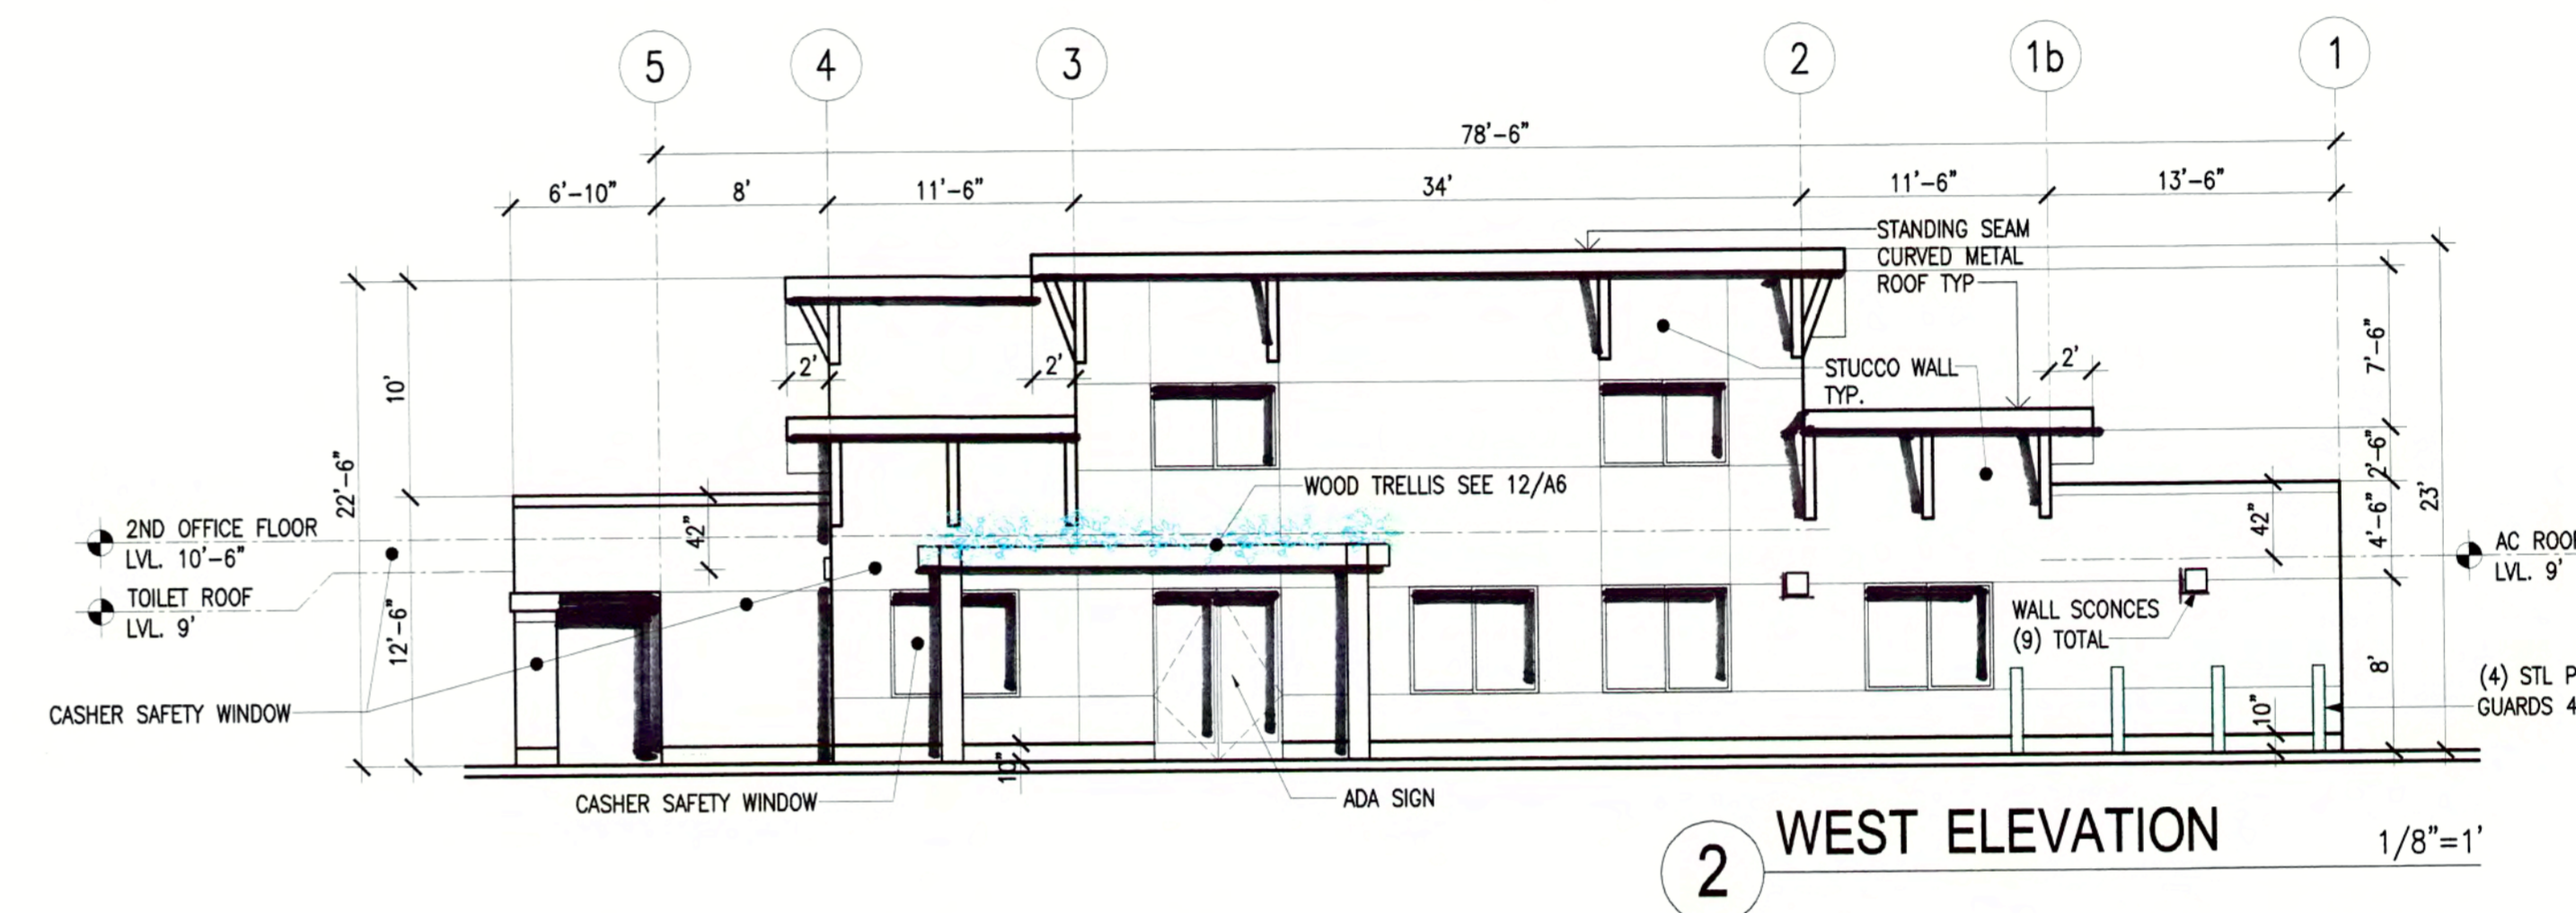 5
4
3
2
1b
1
78'-6"
6'-10"
8'
11'-6"
34'
11'-6"
13'-6"
STANDING SEAM
CURVED METAL
ROOF TYP
2'
2'
STUCCO WALL
TYP.
2'
10'
22'-6"
12'-6"
42"
2ND OFFICE FLOOR
LVL. 10'-6"
TOILET ROOF
LVL. 9'
WOOD TRELLIS SEE 12/A6
7'-6"
2'-6"
4'-6"
23'
42"
8'
10"
AC ROOF
LVL. 9'
WALL SCONCES
(9) TOTAL
(4) STL P
GUARDS 4
CASHER SAFETY WINDOW
10"
CASHER SAFETY WINDOW
ADA SIGN
2
WEST ELEVATION
1/8"=1'